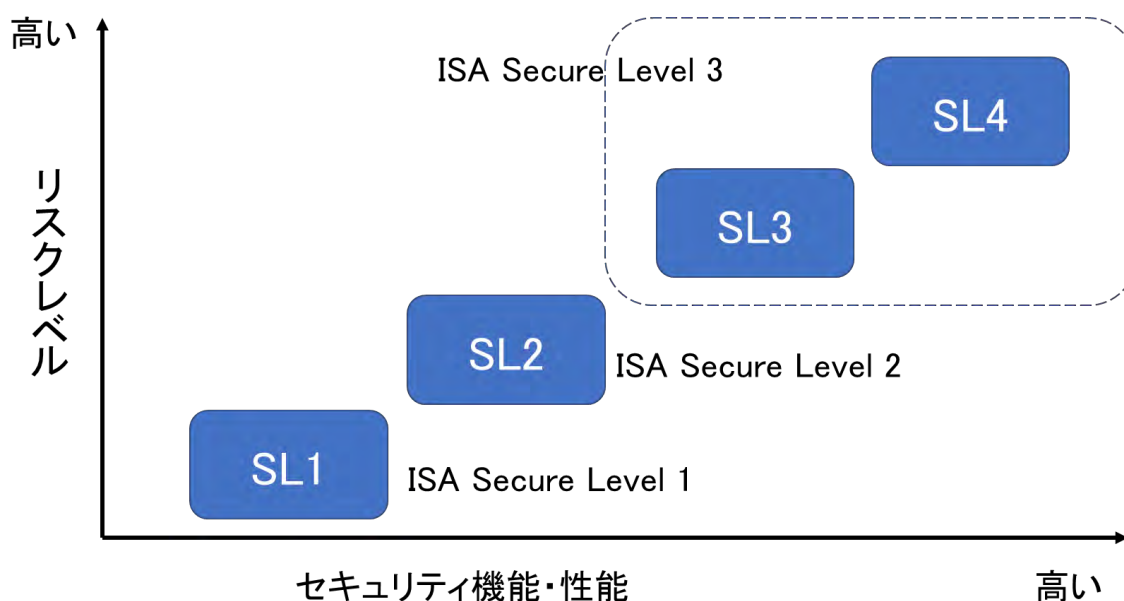 高い
ISA Secure Level 3
SL4
リスクレベル
SL3
SL2
ISA Secure Level 2
SL1
ISA Secure Level 1
セキュリティ機能・性能
高い